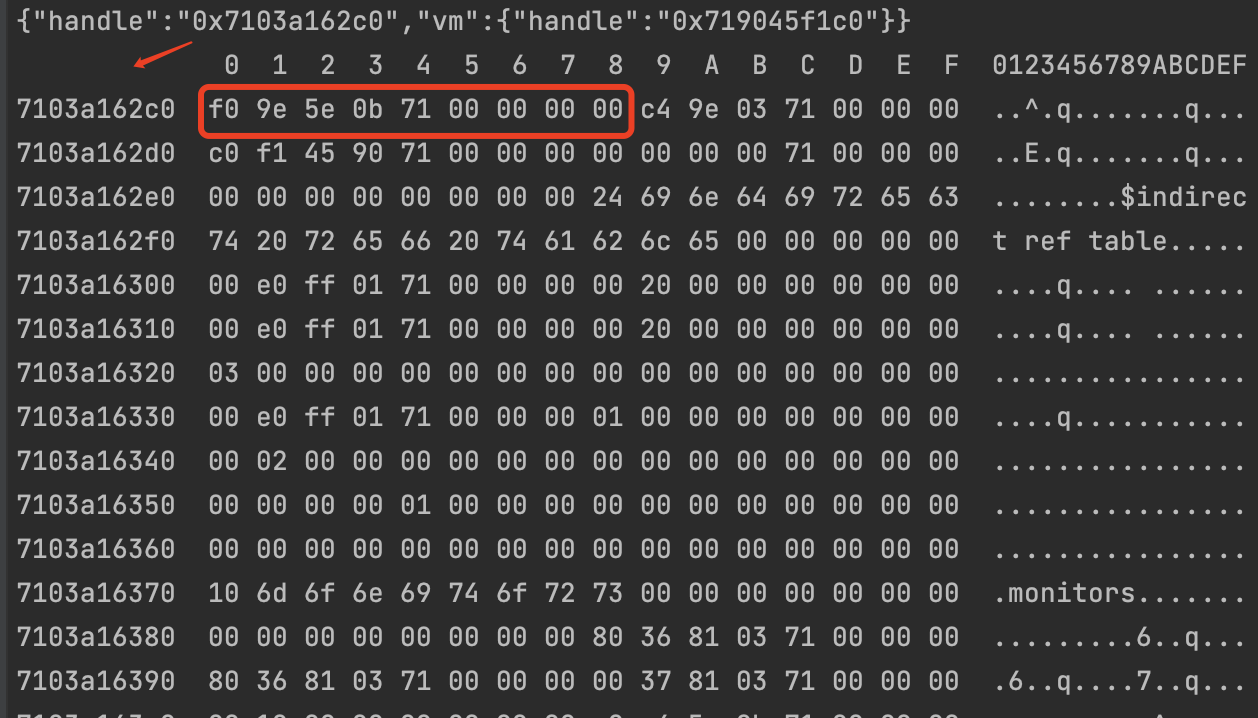 {"handle":"0x7103a162c0","vm":{"handle":"0x719045f1c0"}}
0 1 2 3 4 5 6 7 8 9 A B C D E F 0123456789ABCDEF
7103a162c0 f0 9e 5e 0b 71 00 00 00 00 c4 9e 03 71 00 00 00 ..^.q.......q...
7103a162d0 c0 f1 45 90 71 00 00 00 00 00 00 00 71 00 00 00 ..E.q.......q...
7103a162e0 00 00 00 00 00 00 00 00 24 69 6e 64 69 72 65 63 ........$indirec
7103a162f0 74 20 72 65 66 20 74 61 62 6c 65 00 00 00 00 00 t ref table.....
7103a16300 00 e0 ff 01 71 00 00 00 00 20 00 00 00 00 00 00 ....q.... ......
7103a16310 00 e0 ff 01 71 00 00 00 00 20 00 00 00 00 00 00 ....q.... ......
7103a16320 03 00 00 00 00 00 00 00 00 00 00 00 00 00 00 00 ................
7103a16330 00 e0 ff 01 71 00 00 00 01 00 00 00 00 00 00 00 ....q...........
7103a16340 00 02 00 00 00 00 00 00 00 00 00 00 00 00 00 00 ................
7103a16350 00 00 00 00 01 00 00 00 00 00 00 00 00 00 00 00 ................
7103a16360 00 00 00 00 00 00 00 00 00 00 00 00 00 00 00 00 ................
7103a16370 10 6d 6f 6e 69 74 6f 72 73 00 00 00 00 00 00 00 .monitors.......
7103a16380 00 00 00 00 00 00 00 00 80 36 81 03 71 00 00 00 .........6..q...
7103a16390 80 36 81 03 71 00 00 00 00 37 81 03 71 00 00 00 .6..q....7..q...